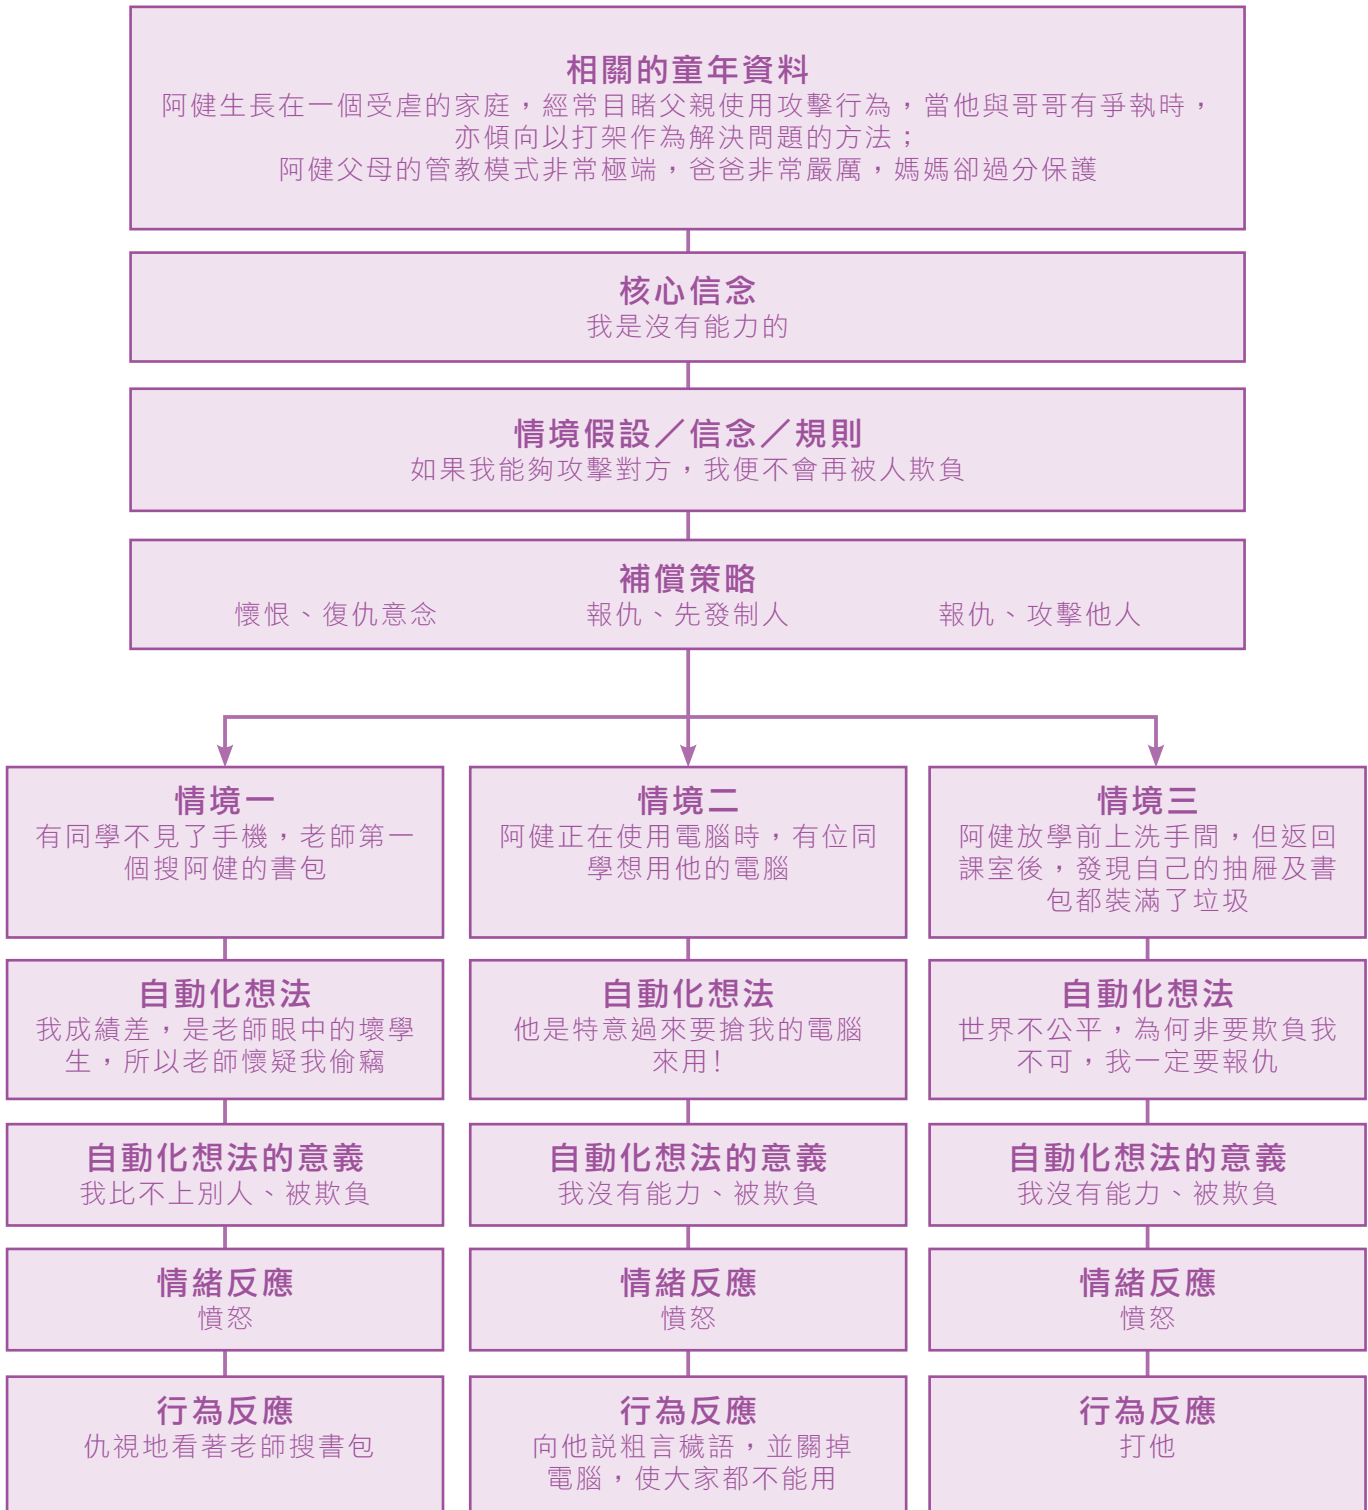 相關的童年資料
阿健生長在一個受虐的家庭，經常目睹父親使用攻擊行為，當他與哥哥有爭執時，
亦傾向以打架作為解決問題的方法；
阿健父母的管教模式非常極端，爸爸非常嚴厲，媽媽卻過分保護
核心信念
我是沒有能力的
情境假設／信念／規則
如果我能夠攻擊對方，我便不會再被人欺負
補償策略
懷恨、復仇意念
報仇、先發制人
報仇、攻擊他人
情境一
有同學不見了手機，老師第一
個搜阿健的書包
自動化想法
我成績差，是老師眼中的壞學
生，所以老師懷疑我偷竊
自動化想法的意義
我比不上別人、被欺負
情緒反應
憤怒
行為反應
仇視地看著老師搜書包
情境二
阿健正在使用電腦時，有位同
學想用他的電腦
自動化想法
他是特意過來要搶我的電腦
來用！
自動化想法的意義
我沒有能力、被欺負
情緒反應
憤怒
行為反應
向他說粗言穢語，並關掉
電腦，使大家都不能用
情境三
阿健放學前上洗手間，但返回
課室後，發現自己的抽屜及書
包都裝滿了垃圾
自動化想法
世界不公平，為何非要欺負我
不可，我一定要報仇
自動化想法的意義
我沒有能力、被欺負
情緒反應
憤怒
行為反應
打他